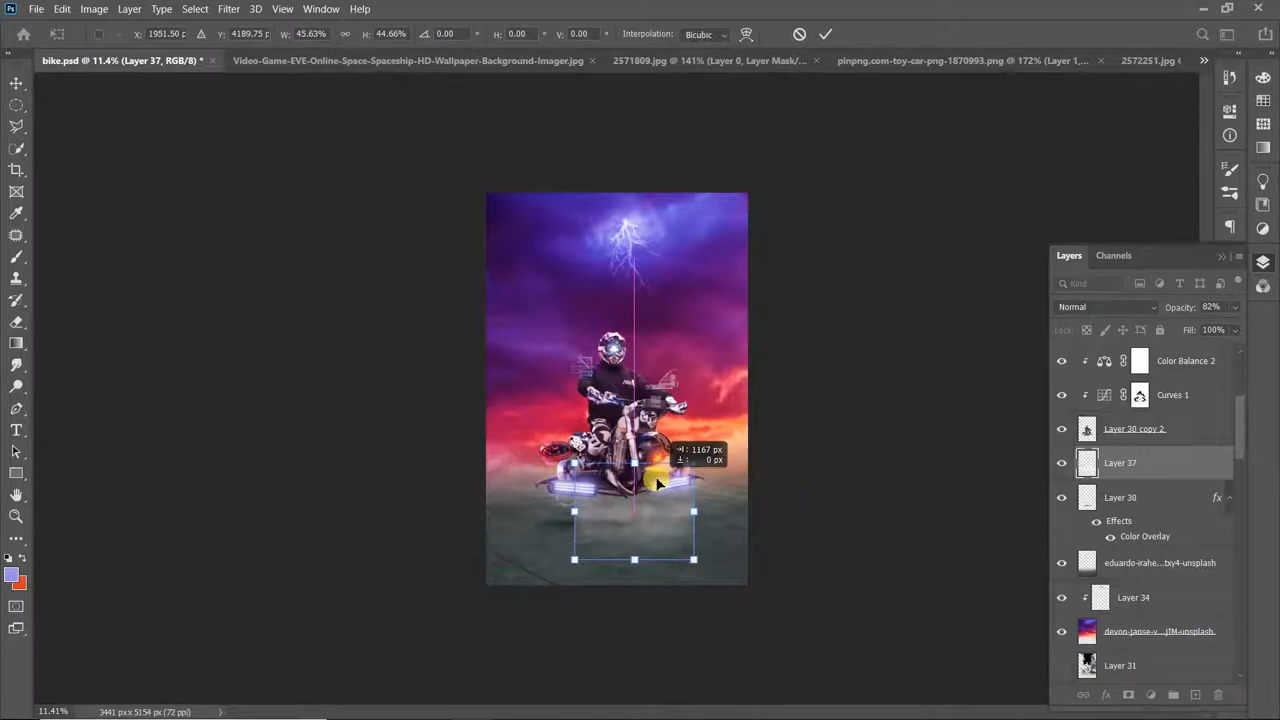 Ps File Edit Image Layer Type Select Filter 3D View Window Help
X: 1951.50 p Y: 4189.75 p W: 45.63% H: 44.66% 0.00 ° H: 0.00 ° V: 0.00 ° Interpolation: Bicubic
bike.psd @ 11.4% (Layer 37, RGB/8) * Video-Game-EVE-Online-Space-Spaceship-HD-Wallpaper-Background-Imager.jpg 2571809.jpg @ 141% (Layer 0, Layer Mask/... pinpng.com-toy-car-png-1870993.png @ 172% (Layer 1,... 2572251.jpg
Layers Channels
Kind
Normal Opacity: 82%
Lock: Fill: 100%
Color Balance 2
Curves 1
Layer 30 copy 2
Layer 37
Layer 30 fx
Effects
Color Overlay
eduardo-irahe...txy4-unsplash
Layer 34
devon-janse-v...jIM-unsplash
Layer 31
→|: 1167 px
: 0 px
11.41% 3441 px x 5154 px (72 ppi)